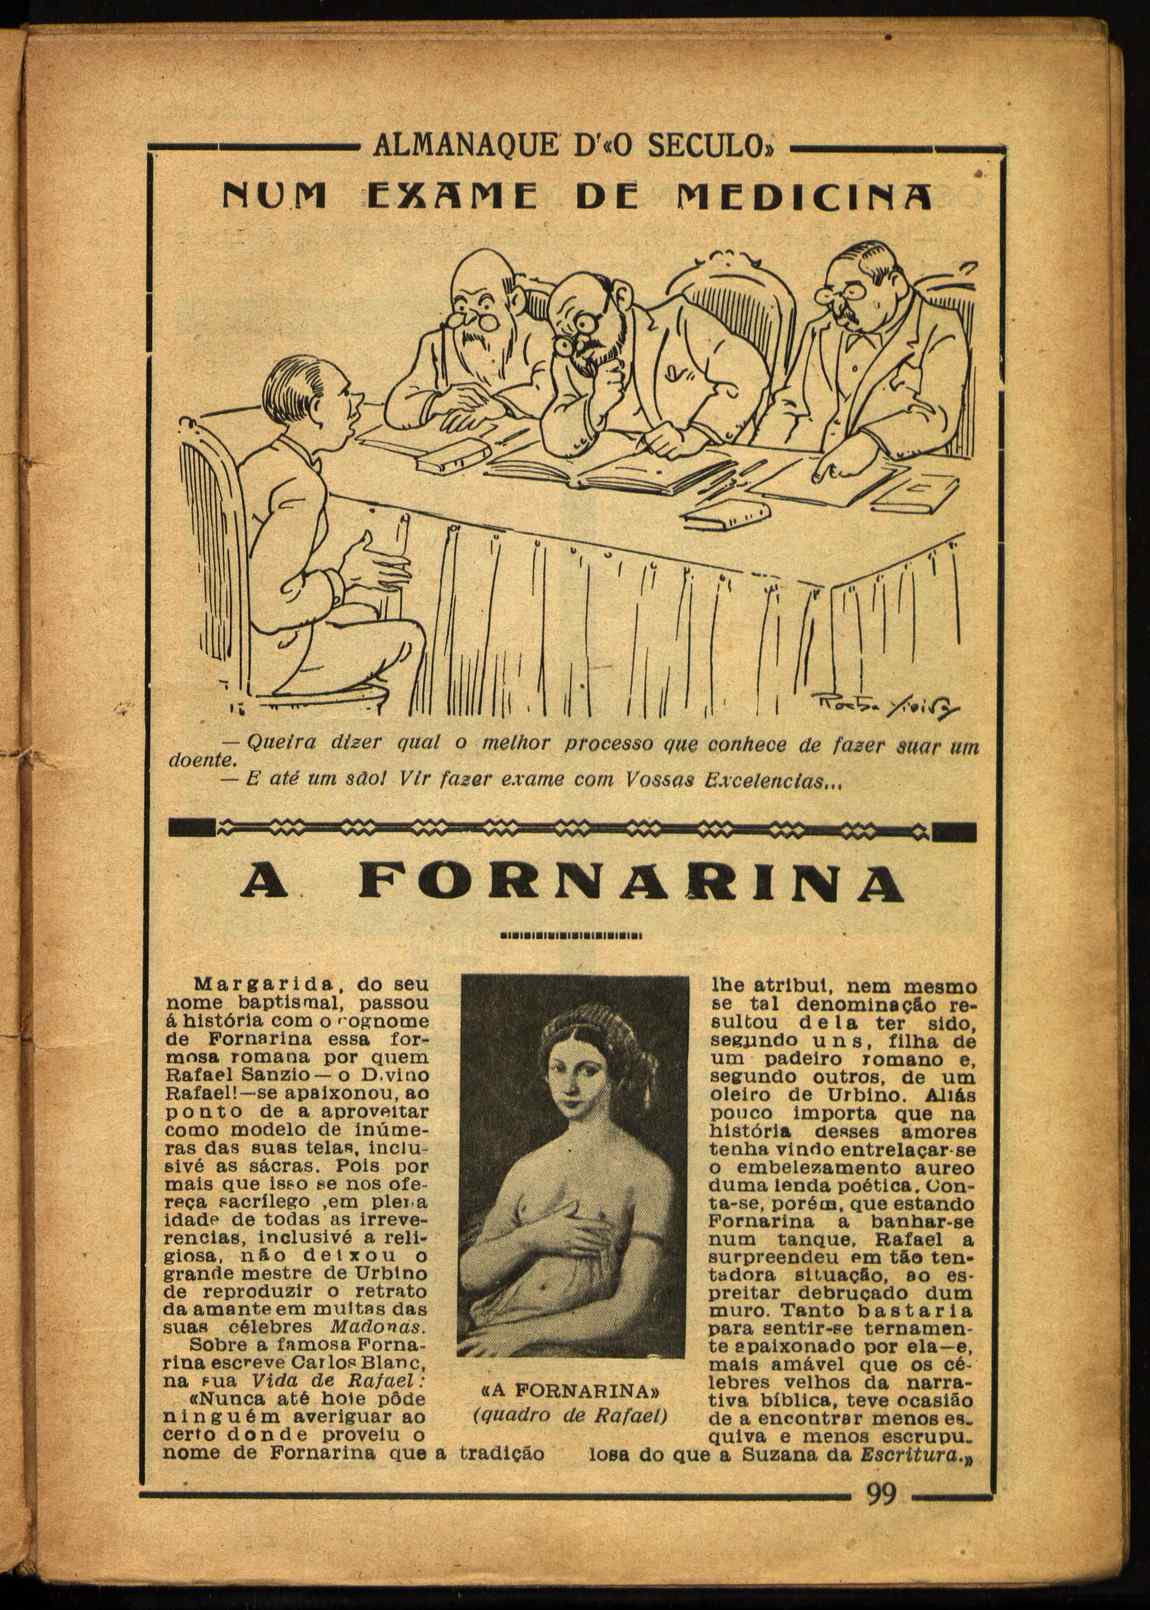 ALMANAQUE D'«O SECULO»
NUM EXAME DE MEDICINA
Rocha Vieira
— Queira dizer qual o melhor processo que conhece de fazer suar um
doente.
— E até um são! Vir fazer exame com Vossas Excelencias...
A FORNARINA
Margarida, do seu
nome baptismal, passou
á história com o cognome
de Fornarina essa for-
mosa romana por quem
Rafael Sanzio — o Divino
Rafael!—se apaixonou, ao
ponto de a aproveitar
como modelo de inúme-
ras das suas telas, inclu-
sivé as sácras. Pois por
mais que isso se nos ofe-
reça sacrílego ,em plena
idade de todas as irreve-
rencias, inclusivé a reli-
giosa, não deixou o
grande mestre de Urbino
de reproduzir o retrato
da amante em muitas das
suas célebres Madonas.
Sobre a famosa Forna-
rina escreve Carlos Blanc,
na sua Vida de Rafael:
«Nunca até hoje pôde
ninguém averiguar ao
certo donde proveiu o
nome de Fornarina que a tradição
«A FORNARINA»
(quadro de Rafael)
lhe atribui, nem mesmo
se tal denominação re-
sultou dela ter sido,
segundo uns, filha de
um padeiro romano e,
segundo outros, de um
oleiro de Urbino. Aliás
pouco importa que na
história desses amores
tenha vindo entrelaçar-se
o embelezamento aureo
duma lenda poética. Con-
ta-se, porém, que estando
Fornarina a banhar-se
num tanque, Rafael a
surpreendeu em tão ten-
tadora situação, ao es-
preitar debruçado dum
muro. Tanto bastaria
para sentir-se ternamen-
te apaixonado por ela—e,
mais amável que os cé-
lebres velhos da narra-
tiva bíblica, teve ocasião
de a encontrar menos es-
quiva e menos escrupu-
losa do que a Suzana da Escritura.»
99